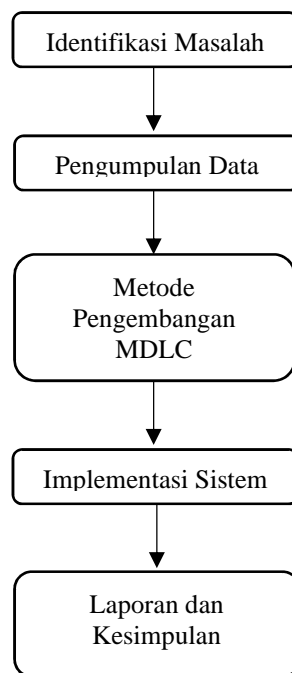 Identifikasi Masalah
Pengumpulan Data
Metode
Pengembangan
MDLC
Implementasi Sistem
Laporan dan
Kesimpulan